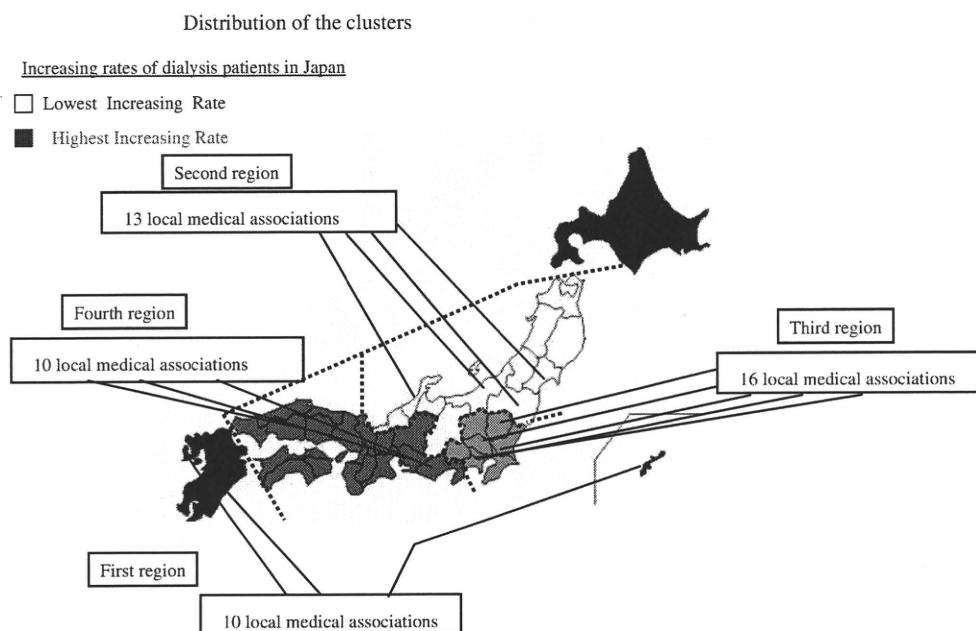 Distribution of the clusters
Increasing rates of dialysis patients in Japan
Lowest Increasing Rate
Highest Increasing Rate
Second region
13 local medical associations
Fourth region
10 local medical associations
Third region
16 local medical associations
First region
10 local medical associations